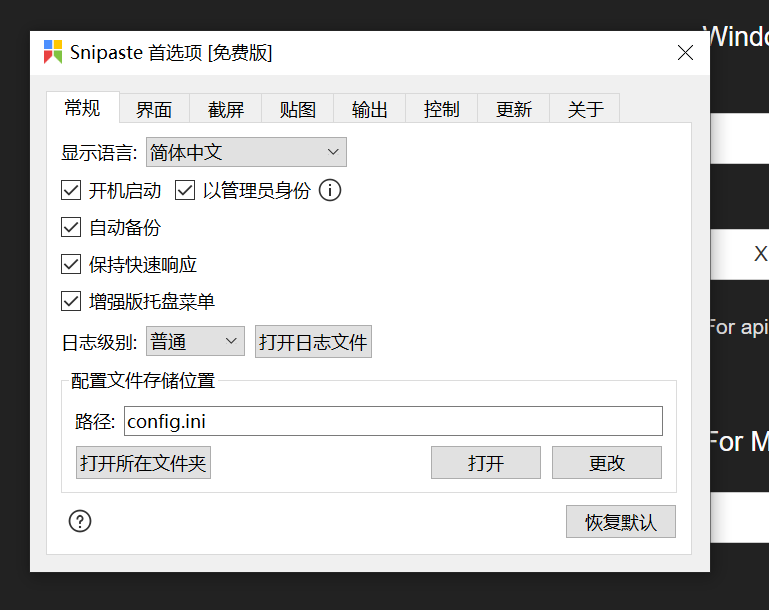 Snipaste 首选项 [免费版]
常规 界面 截屏 贴图 输出 控制 更新 关于
显示语言: 简体中文
开机启动 以管理员身份
自动备份
保持快速响应
增强版托盘菜单
日志级别: 普通 打开日志文件
配置文件存储位置
路径: config.ini
打开所在文件夹 打开 更改
恢复默认
Windo
X
For api
For M